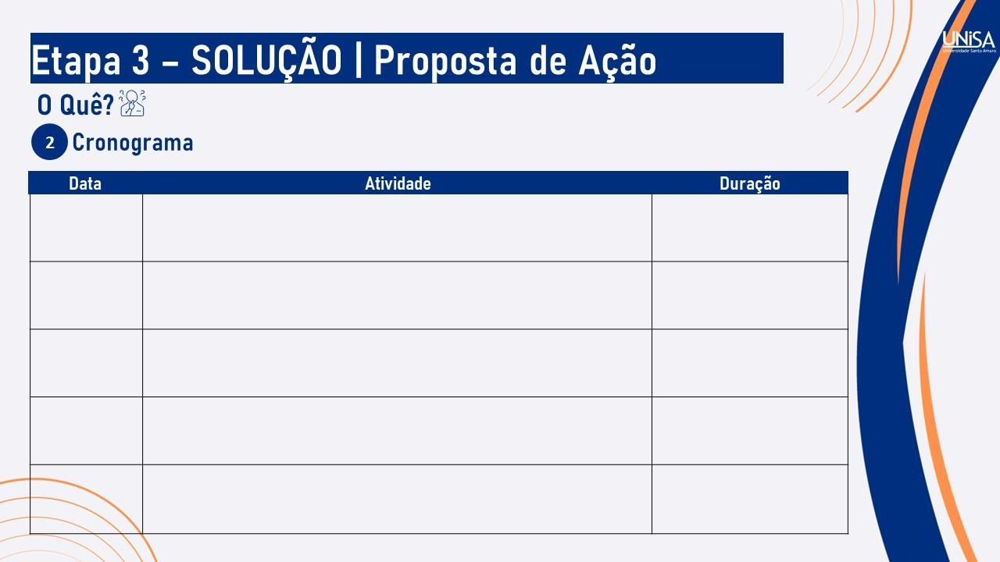 UNiSA
Universidade Santo Amaro
Etapa 3 – SOLUÇÃO | Proposta de Ação
O Quê?
2 Cronograma
Data Atividade Duração